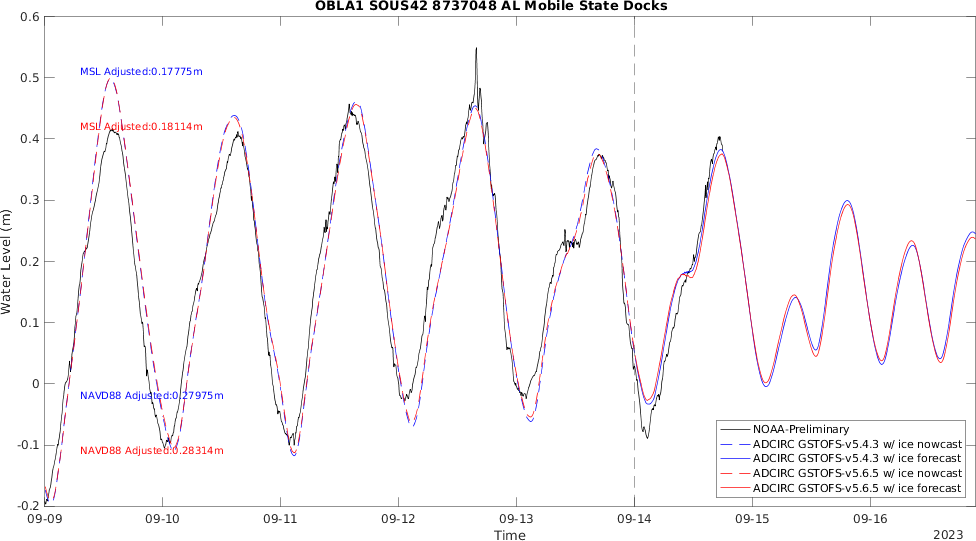 OBLA1 SOUS42 8737048 AL Mobile State Docks
0.6
0.5
0.4
0.3
0.2
0.1
0
-0.1
-0.2
Water Level (m)
MSL Adjusted:0.17775m
MSL Adjusted:0.18114m
NAVD88 Adjusted:0.27975m
NAVD88 Adjusted:0.28314m
NOAA-Preliminary
ADCIRC GSTOFS-v5.4.3 w/ ice nowcast
ADCIRC GSTOFS-v5.4.3 w/ ice forecast
ADCIRC GSTOFS-v5.6.5 w/ ice nowcast
ADCIRC GSTOFS-v5.6.5 w/ ice forecast
09-09 09-10 09-11 09-12 09-13 09-14 09-15 09-16
Time
2023